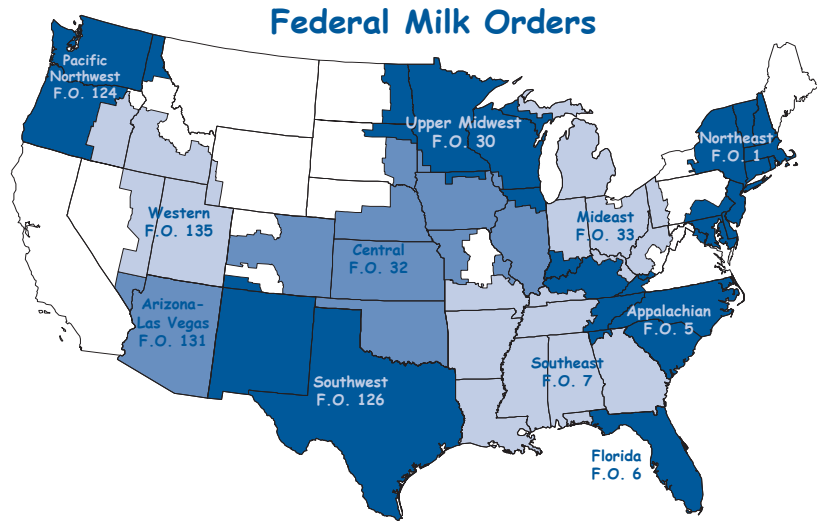 Federal Milk Orders
Pacific
Northwest
F.O. 124
Upper Midwest
F.O. 30
Northeast
F.O. 1
Western
F.O. 135
Mideast
F.O. 33
Central
F.O. 32
Arizona-
Las Vegas
F.O. 131
Appalachian
F.O. 5
Southeast
F.O. 7
Southwest
F.O. 126
Florida
F.O. 6